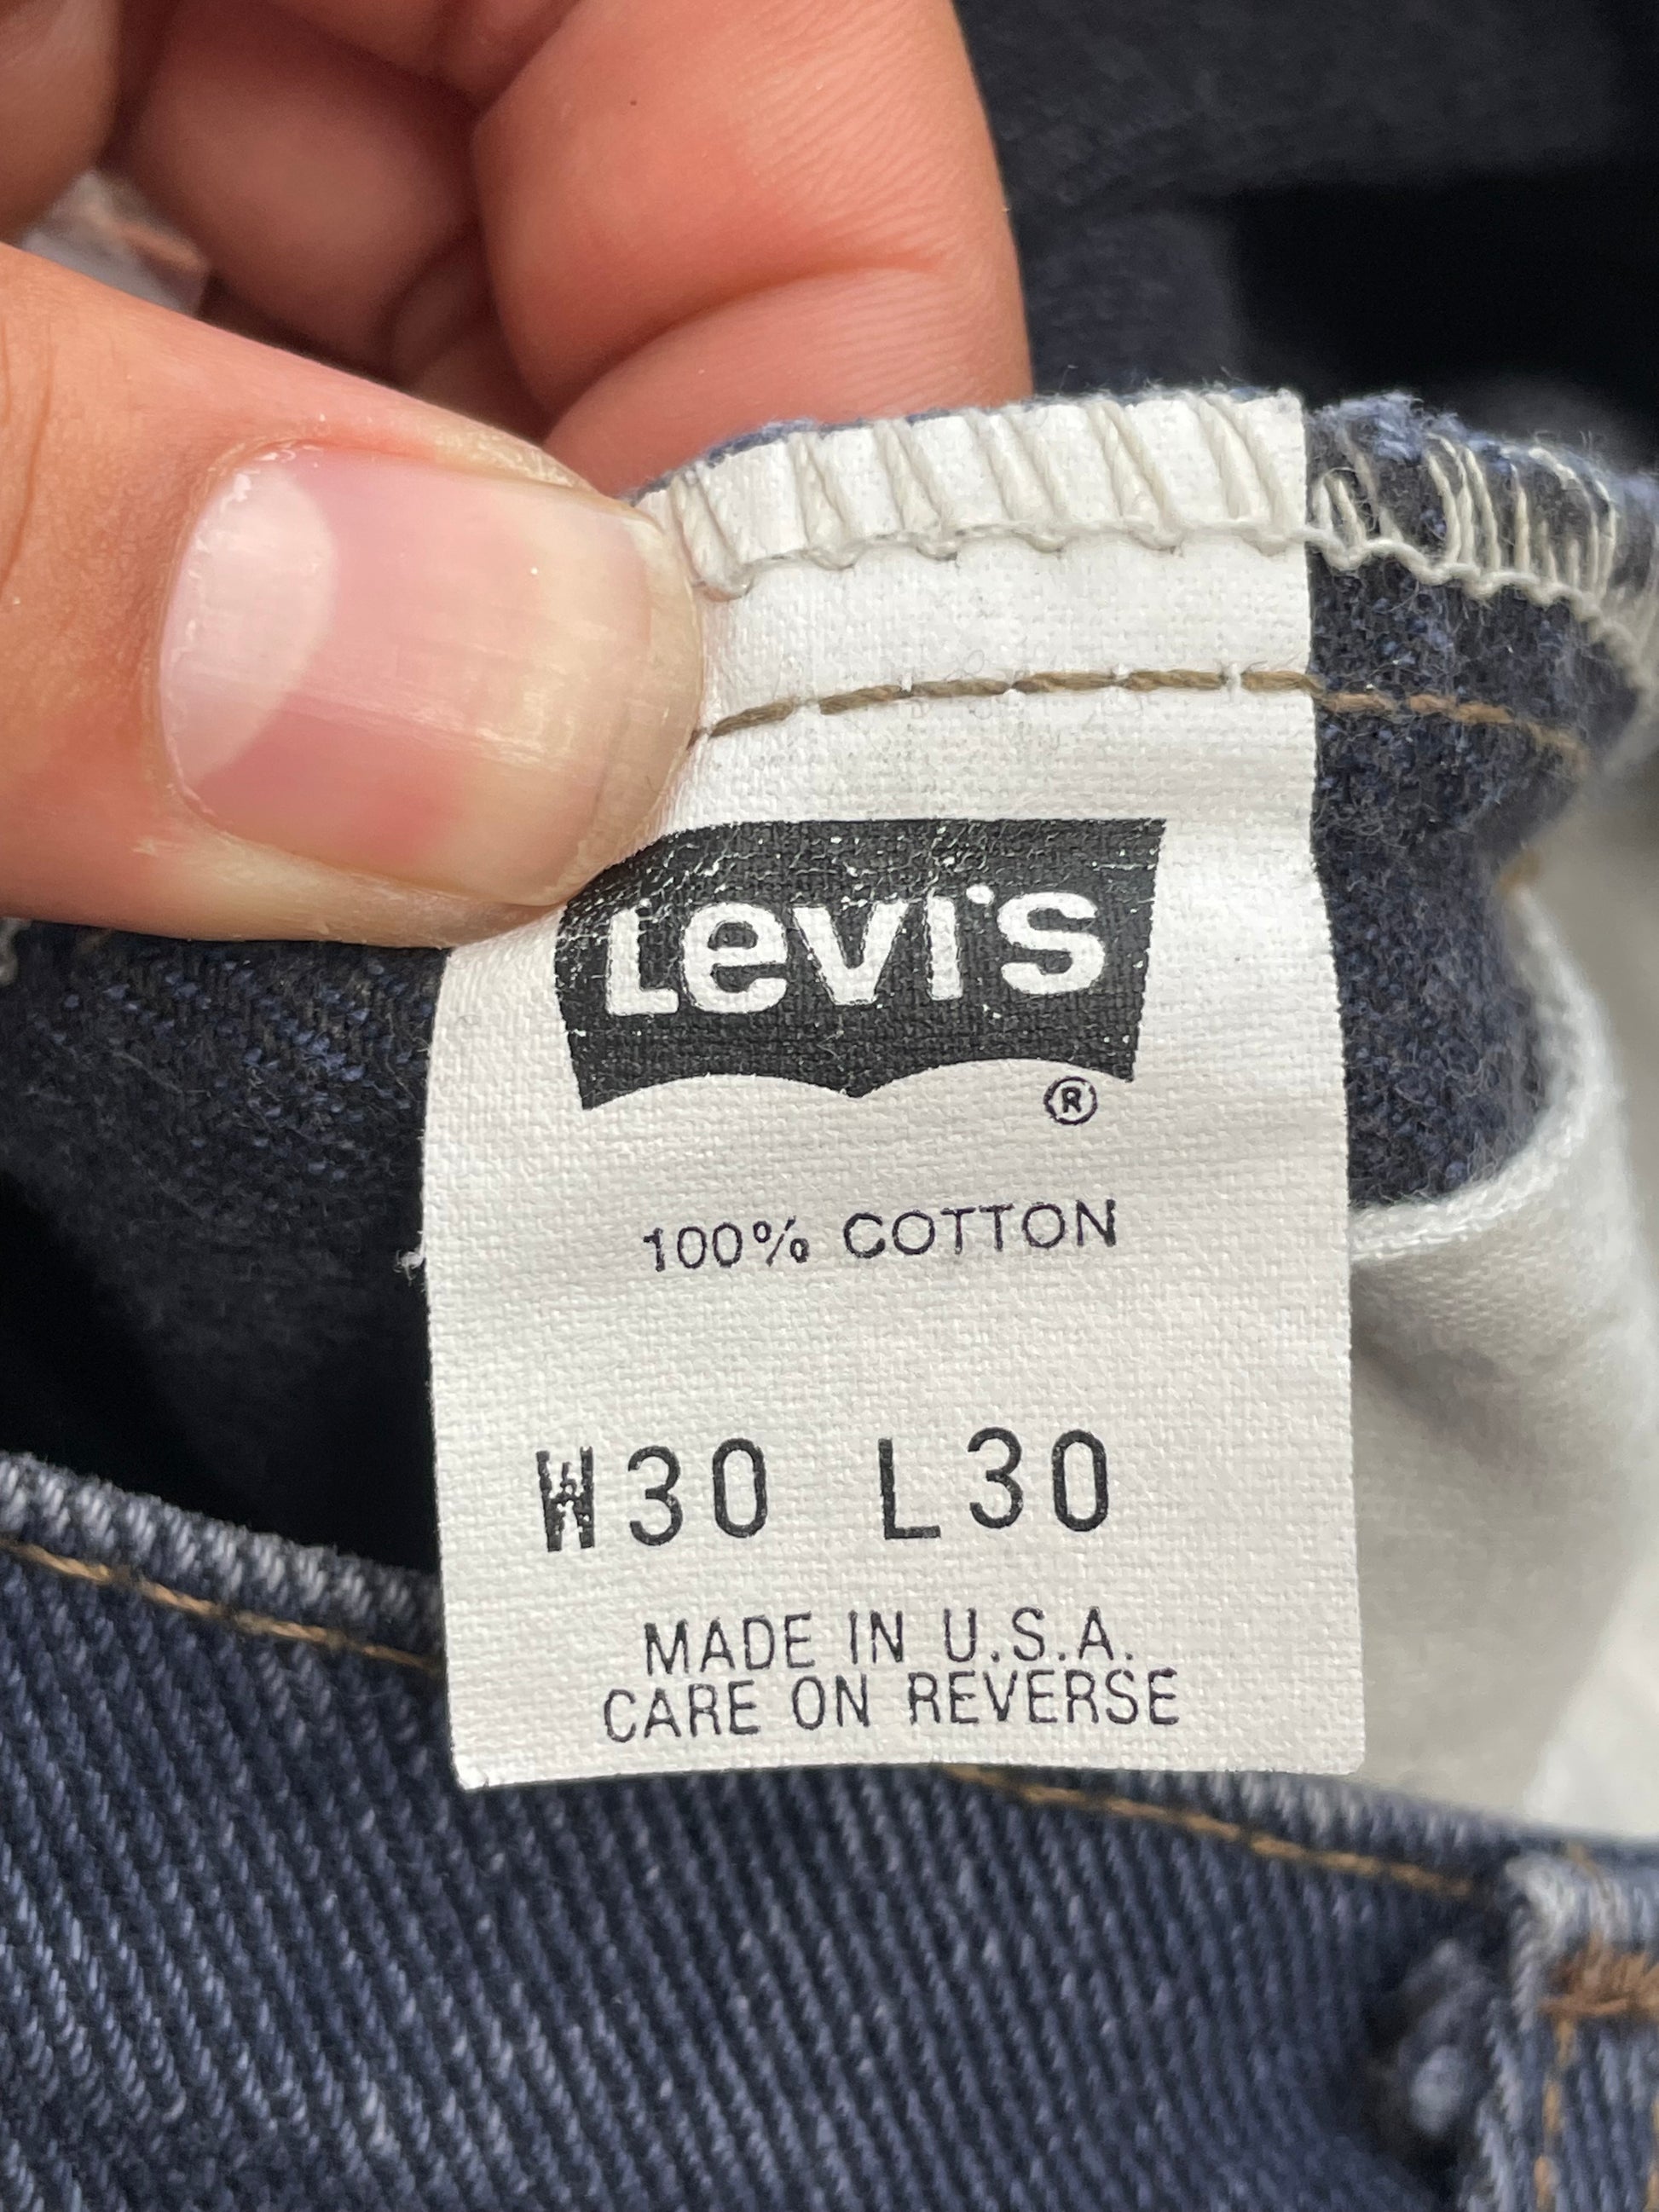 Levi's
®
100% COTTON
W30 L30
MADE IN U.S.A.
CARE ON REVERSE